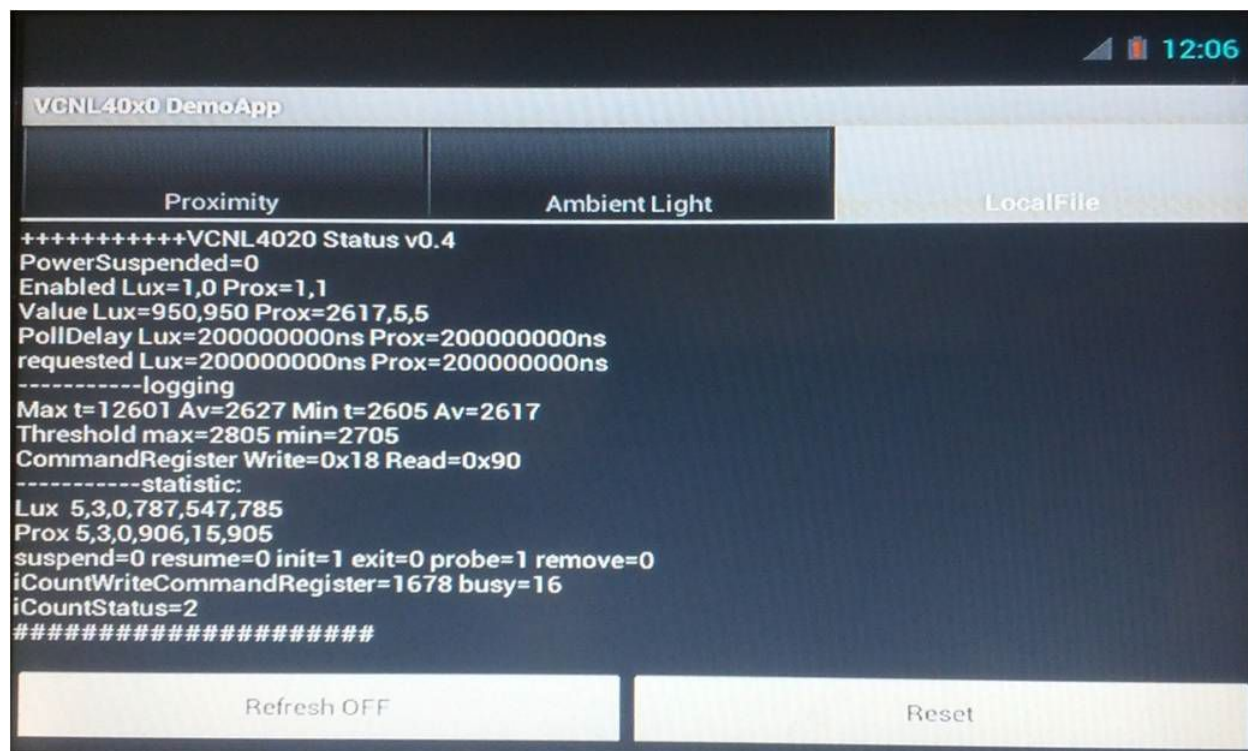 12:06
VCNL40x0 DemoApp
Proximity
Ambient Light
LocalFile
+++++++++++VCNL4020 Status v0.4
PowerSuspended=0
Enabled Lux=1,0 Prox=1,1
Value Lux=950,950 Prox=2617,5,5
PollDelay Lux=200000000ns Prox=200000000ns
requested Lux=200000000ns Prox=200000000ns
-----------logging
Max t=12601 Av=2627 Min t=2605 Av=2617
Threshold max=2805 min=2705
CommandRegister Write=0x18 Read=0x90
-----------statistic:
Lux  5,3,0,787,547,785
Prox 5,3,0,906,15,905
suspend=0 resume=0 init=1 exit=0 probe=1 remove=0
iCountWriteCommandRegister=1678 busy=16
iCountStatus=2
#####################
Refresh OFF
Reset